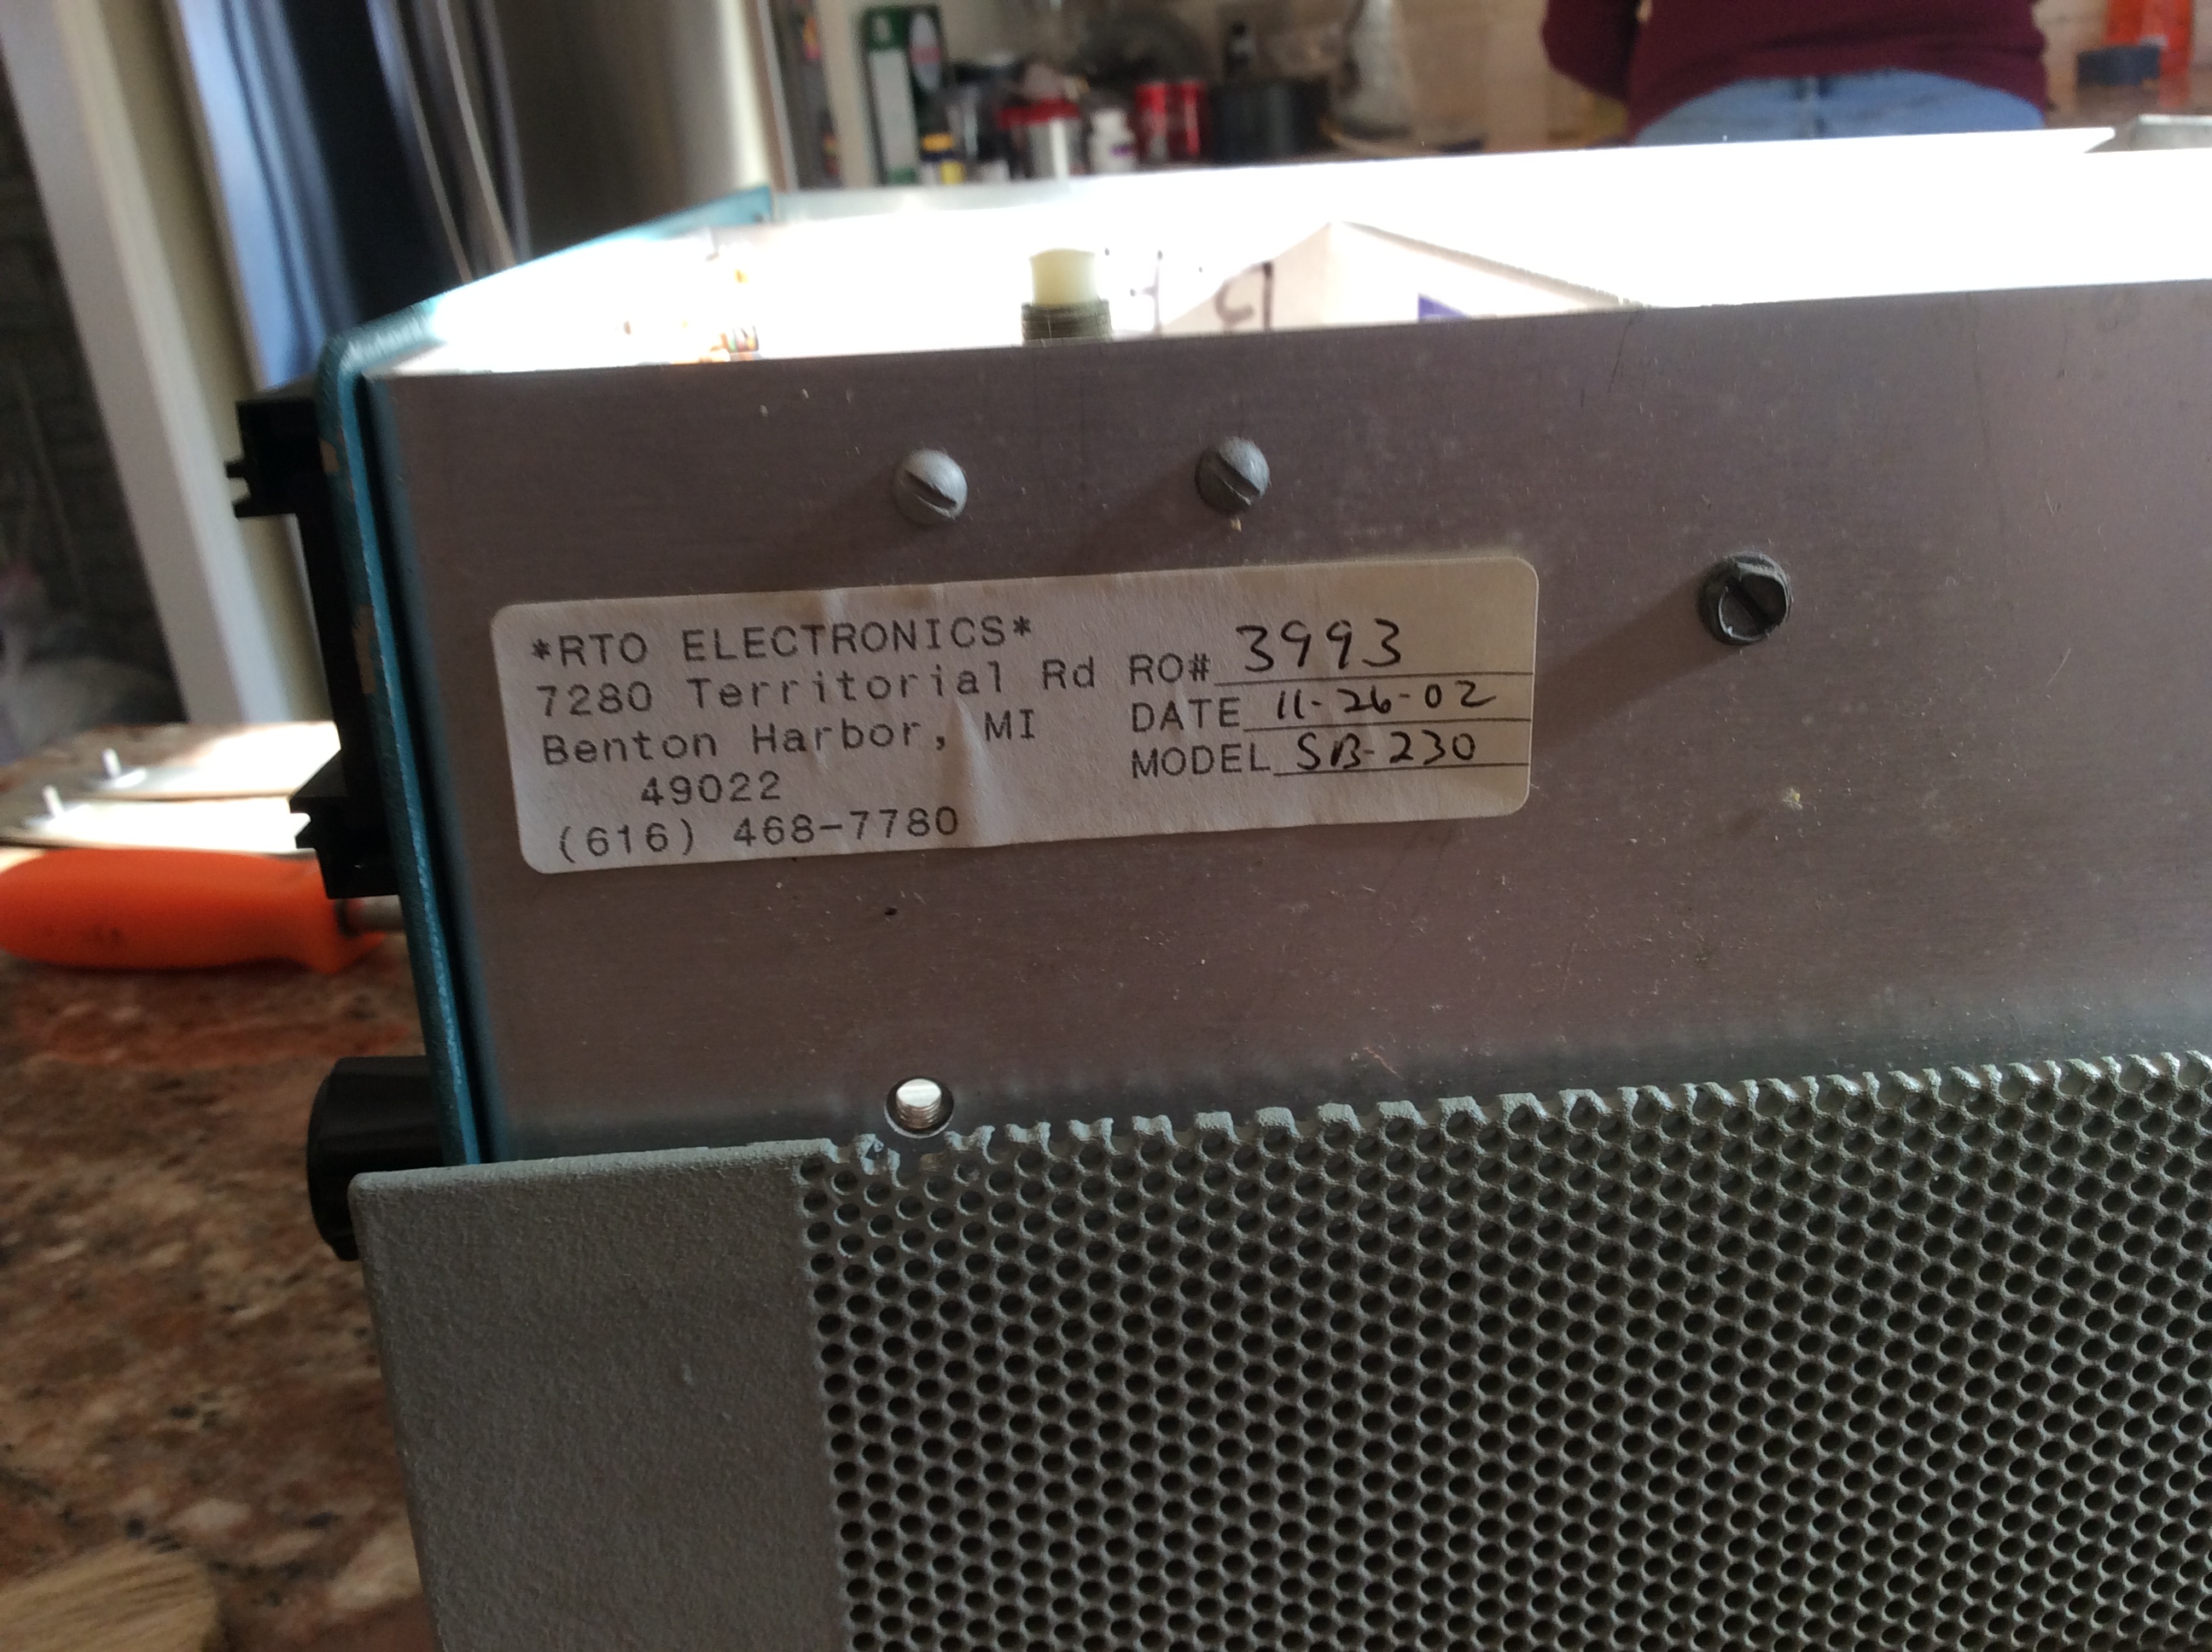 *RTO ELECTRONICS*
7280 Territorial Rd
Benton Harbor, MI
49022
(616) 468-7780
RO# 3993
DATE 11-26-02
MODEL SB-230